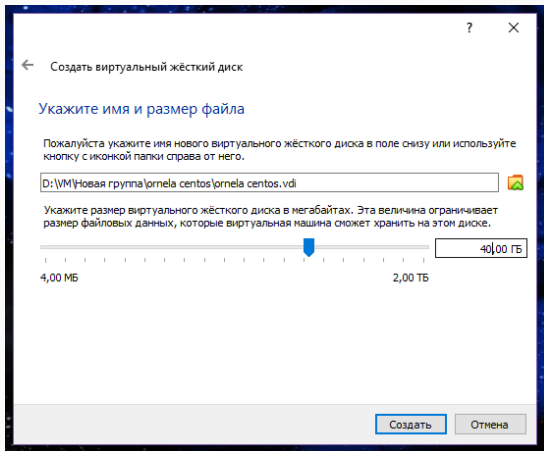 ?
Создать виртуальный жёсткий диск
Укажите имя и размер файла
Пожалуйста укажите имя нового виртуального жёсткого диска в поле снизу или используйте
кнопку с иконкой папки справа от него.
D:\VM\Новая группа\ornela centos\ornela centos.vdi
Укажите размер виртуального жёсткого диска в мегабайтах. Эта величина ограничивает
размер файловых данных, которые виртуальная машина сможет хранить на этом диске.
40,00 ГБ
4,00 МБ 2,00 ТБ
Создать Отмена